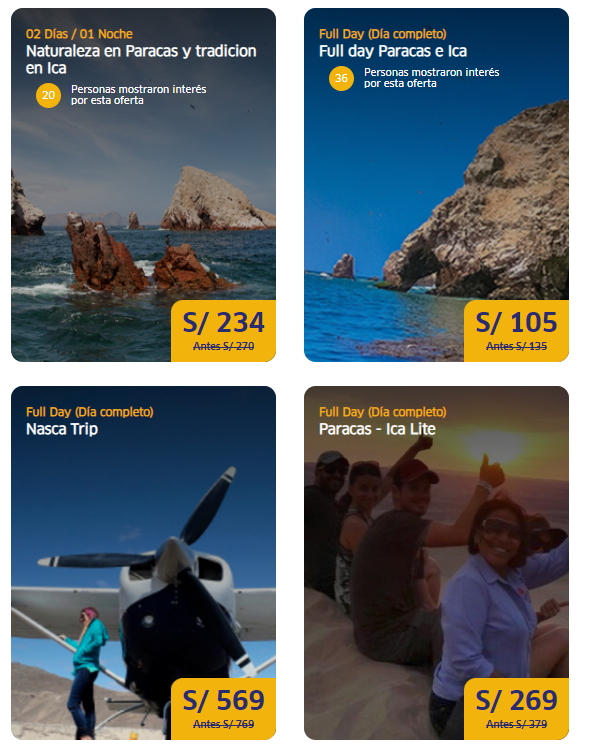 02 Días / 01 Noche
Naturaleza en Paracas y tradicion
en Ica
20
Personas mostraron interés
por esta oferta
S/ 234
Antes S/ 270
Full Day (Día completo)
Full day Paracas e Ica
36
Personas mostraron interés
por esta oferta
S/ 105
Antes S/ 135
Full Day (Día completo)
Nasca Trip
S/ 569
Antes S/ 769
Full Day (Día completo)
Paracas - Ica Lite
S/ 269
Antes S/ 379